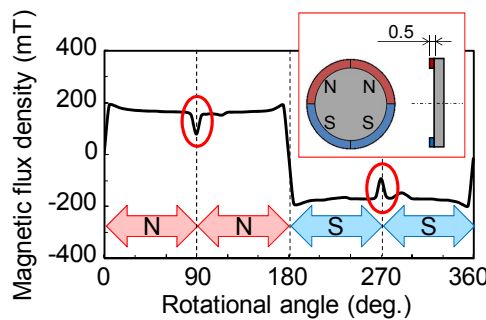 Magnetic flux density (mT)
400
200
0
-200
-400
0.5
N N
S S
N N S S
0 90 180 270 360
Rotational angle (deg.)